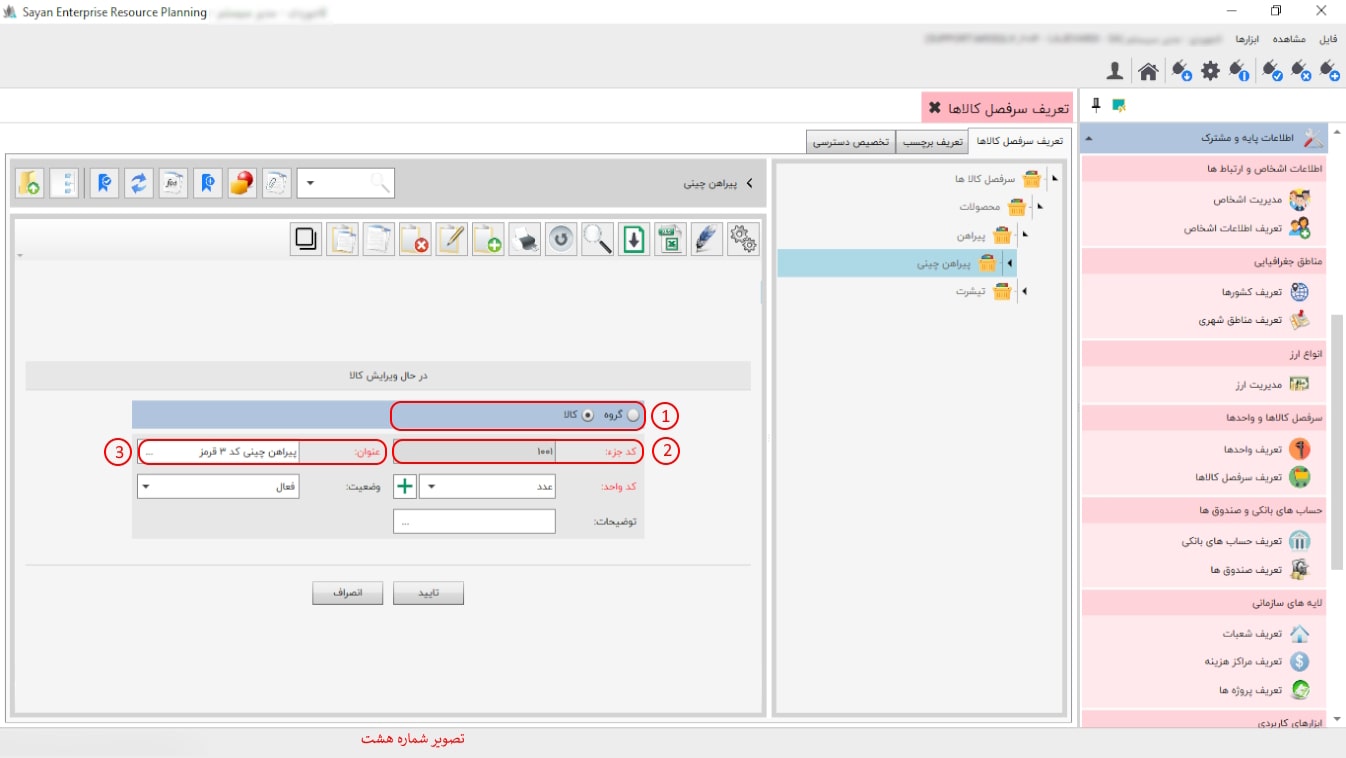 Sayan Enterprise Resource Planning
فایل مشاهده ابزارها
تعریف سرفصل کالاها
تعریف سرفصل کالاها تعریف برچسب تخصیص دسترسی
اطلاعات پایه و مشترک
اطلاعات اشخاص و ارتباط ها
مدیریت اشخاص
تعریف اطلاعات اشخاص
مناطق جغرافیایی
تعریف کشورها
تعریف مناطق شهری
انواع ارز
مدیریت ارز
سرفصل کالاها و واحدها
تعریف واحدها
تعریف سرفصل کالاها
حساب های بانکی و صندوق ها
تعریف حساب های بانکی
تعریف صندوق ها
لایه های سازمانی
تعریف شعبات
تعریف مراکز هزینه
تعریف پروژه ها
ابزارهای کاربردی
سرفصل کالا ها
محصولات
پیراهن
پیراهن چینی
تیشرت
پیراهن چینی
در حال ویرایش کالا
گروه کالا 1
کد جزء: ۱۰۰۱ 2
عنوان: پیراهن چینی کد ۳ قرمز ... 3
کد واحد: عدد
وضعیت: فعال
توضیحات: ...
تایید انصراف
تصویر شماره هشت